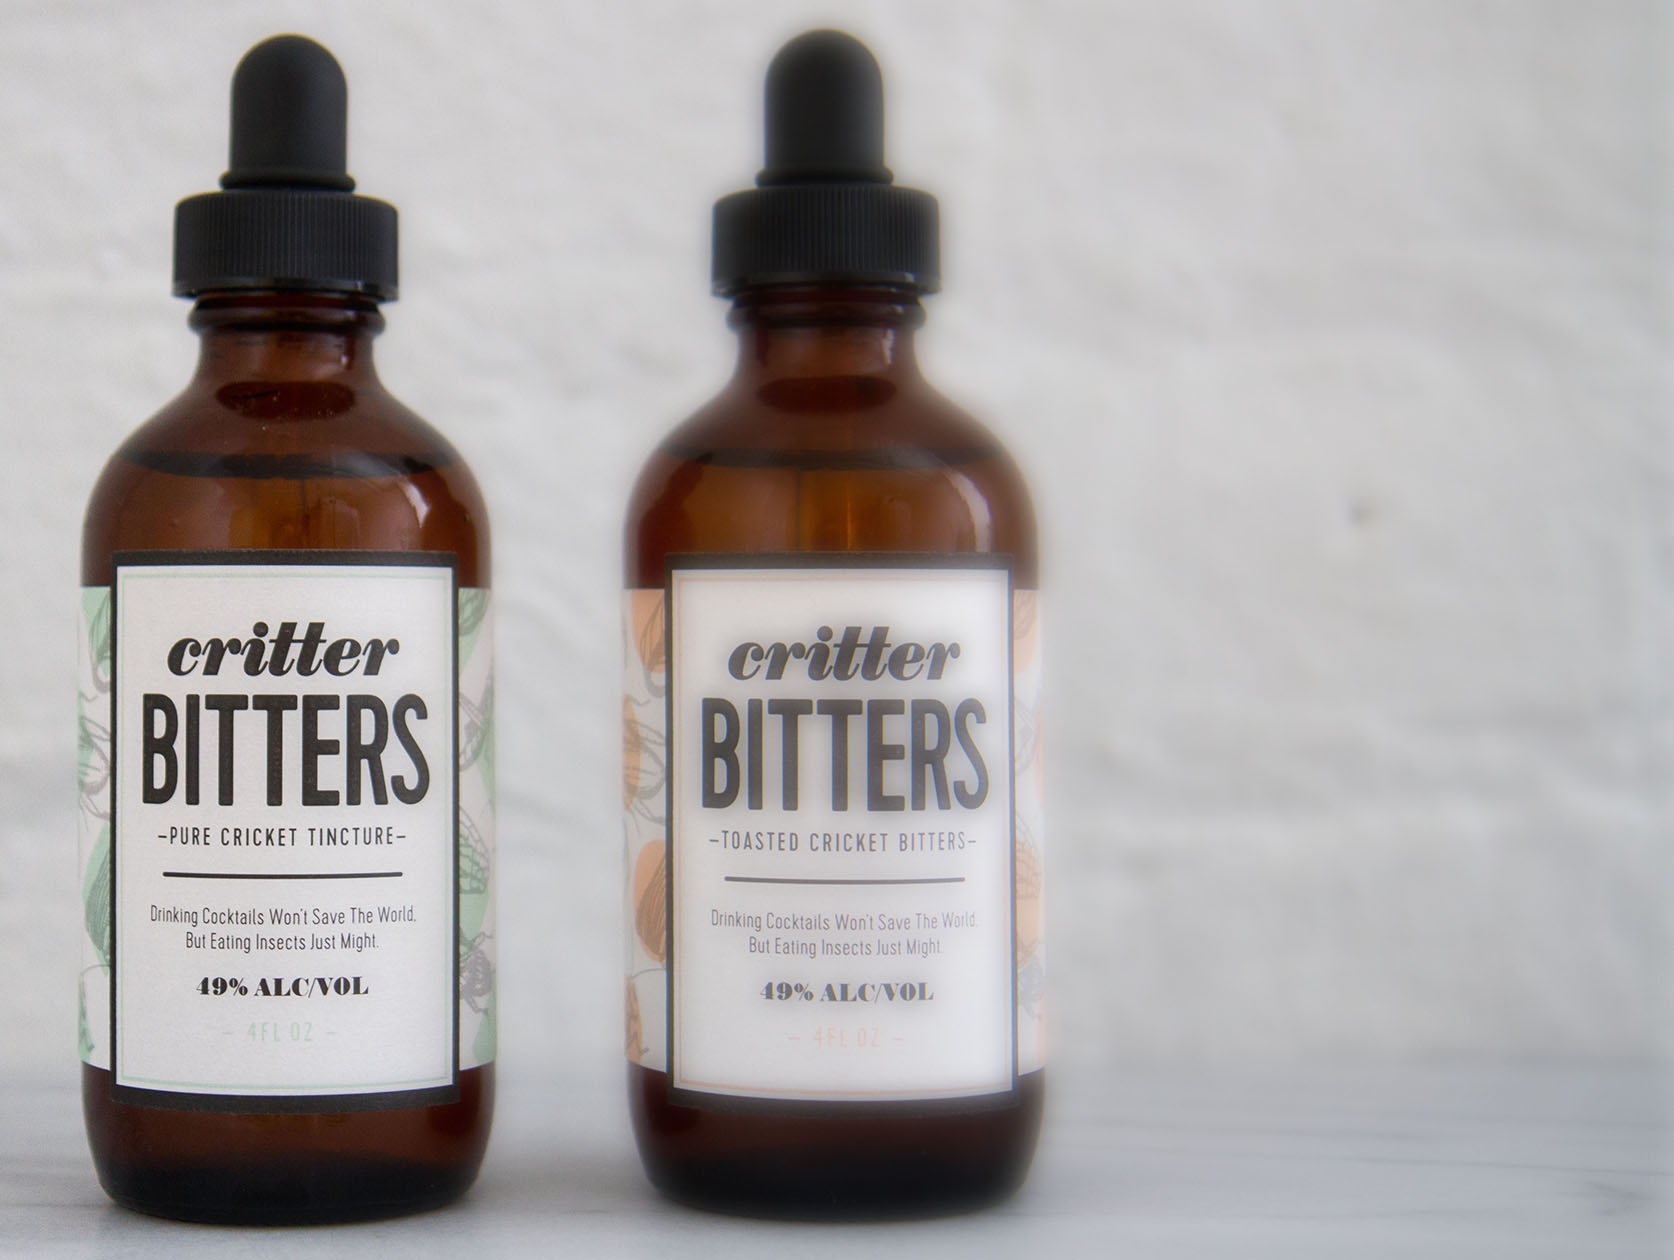 critter
BITTERS
–PURE CRICKET TINCTURE–
Drinking Cocktails Won't Save The World,
But Eating Insects Just Might.
49% ALC/VOL
– 4FL OZ –
critter
BITTERS
–TOASTED CRICKET BITTERS–
Drinking Cocktails Won't Save The World,
But Eating Insects Just Might.
49% ALC/VOL
– 4FL OZ –